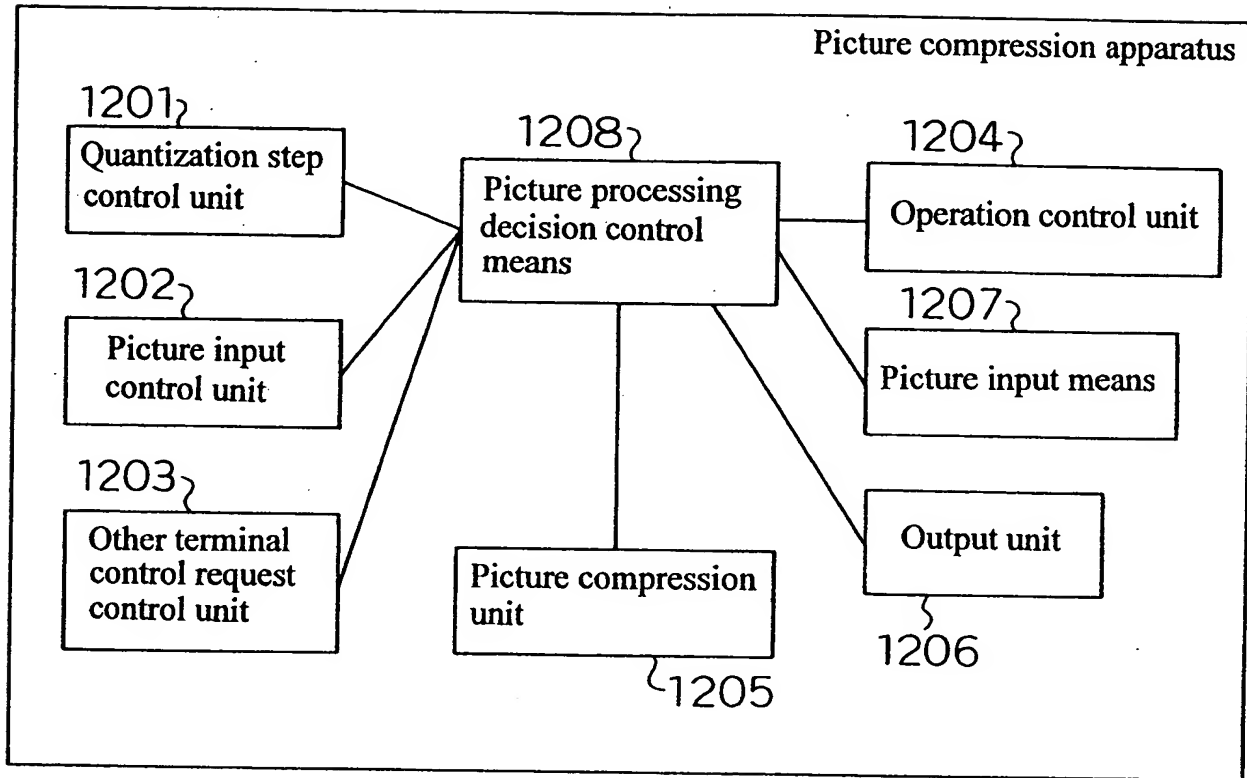 Picture compression apparatus
1201
Quantization step
control unit
1208
Picture processing
decision control
means
1204
Operation control unit
1202
Picture input
control unit
1207
Picture input means
1203
Other terminal
control request
control unit
Picture compression
unit
1205
Output unit
1206